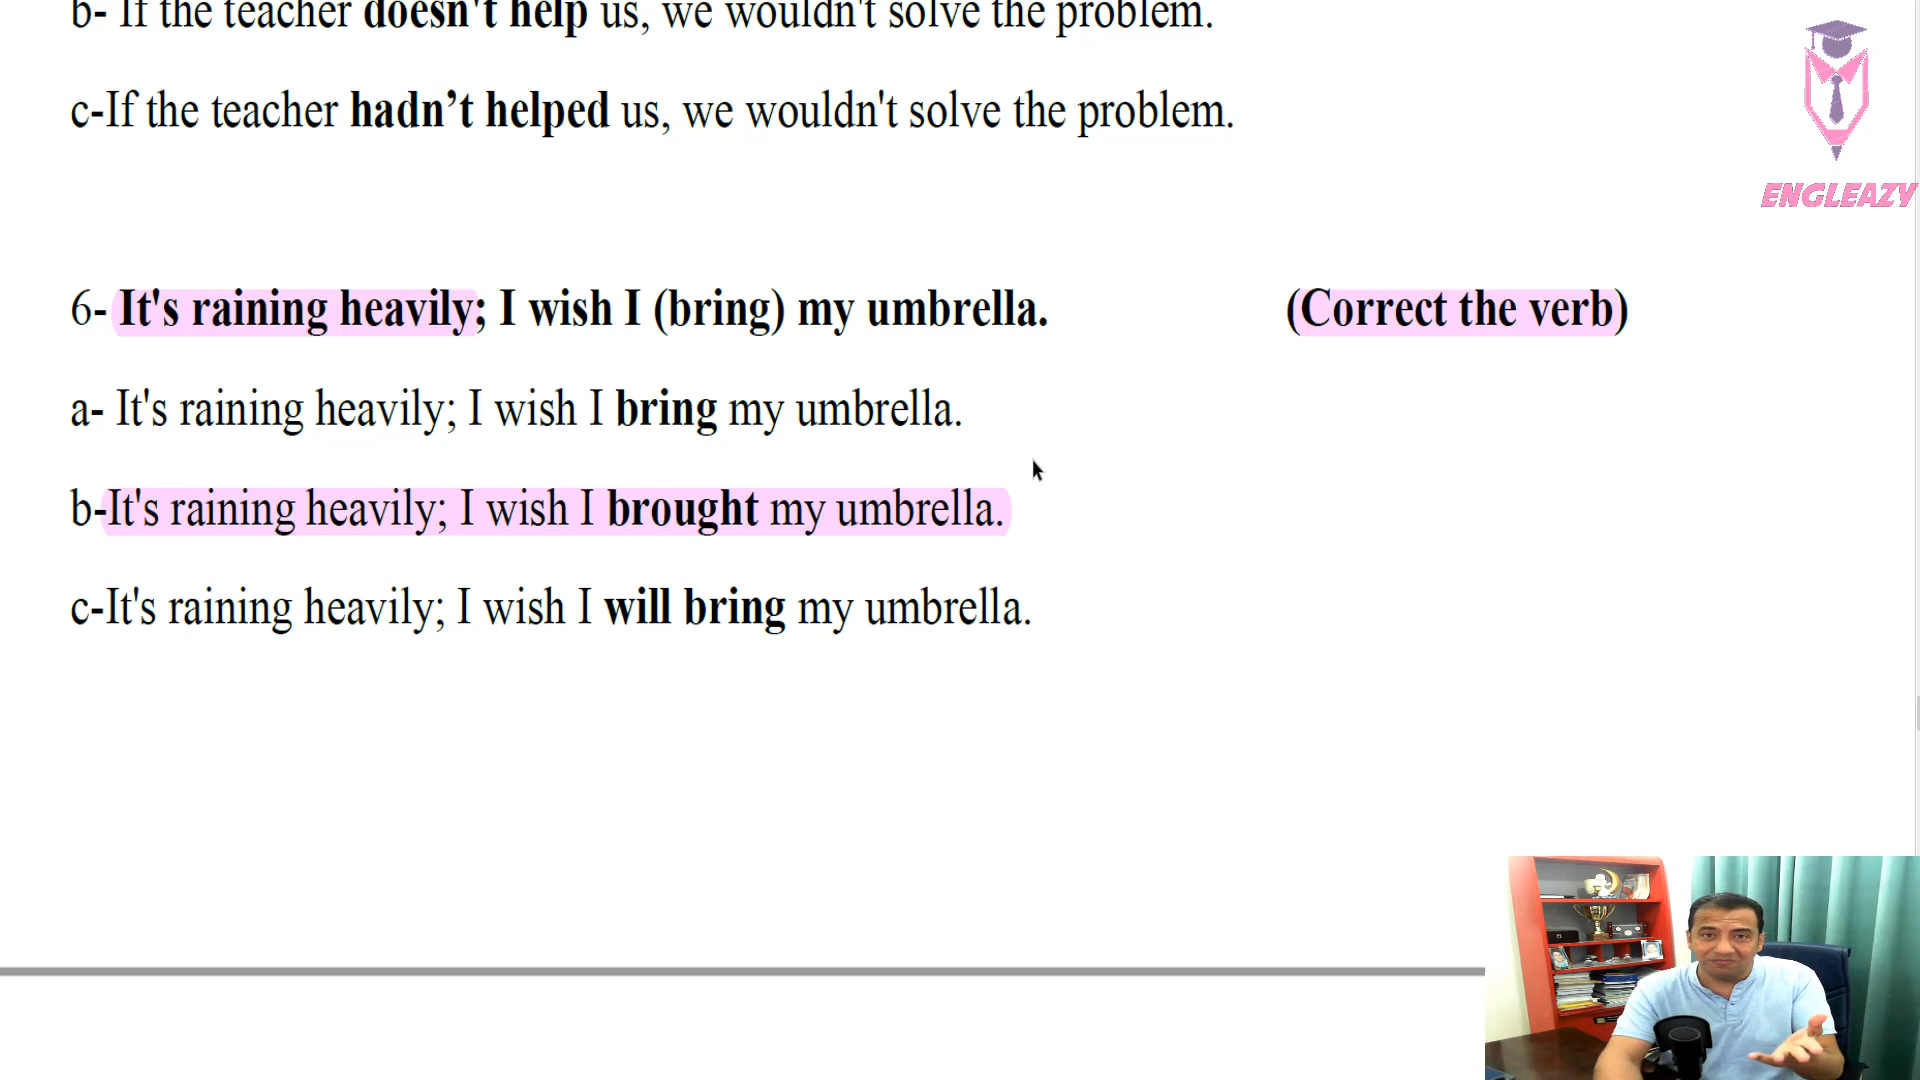 b- If the teacher doesn't help us, we wouldn't solve the problem.
c-If the teacher hadn’t helped us, we wouldn't solve the problem.
ENGLEAZY
6- It's raining heavily; I wish I (bring) my umbrella. (Correct the verb)
a- It's raining heavily; I wish I bring my umbrella.
b-It's raining heavily; I wish I brought my umbrella.
c-It's raining heavily; I wish I will bring my umbrella.